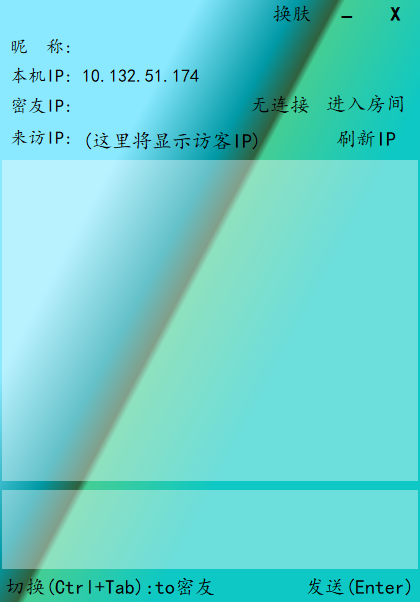 换肤 — X
昵 称:
本机IP: 10.132.51.174
密友IP: 无连接 进入房间
来访IP: (这里将显示访客IP) 刷新IP
切换(Ctrl+Tab):to密友 发送(Enter)